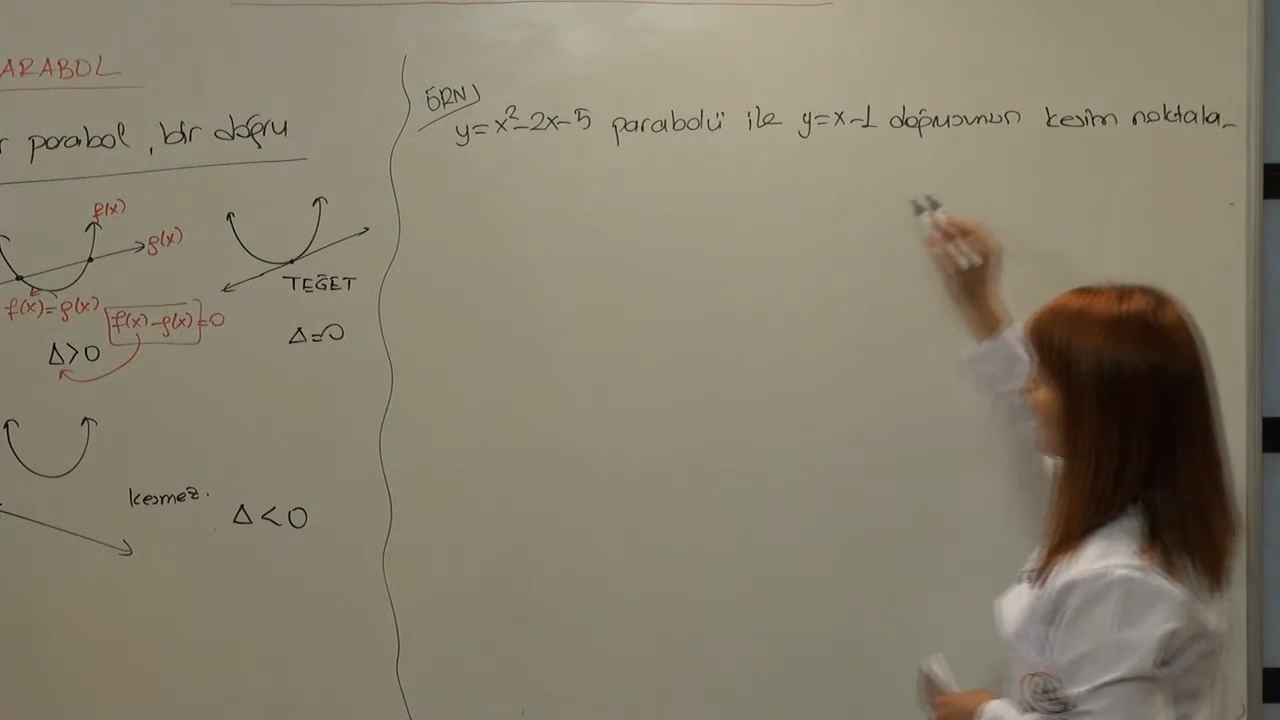 ARABOL
r parabol, bir doğru
f(x)
g(x)
f(x)=g(x)
f(x)-g(x)=0
Δ>0
TEĞET
Δ=0
kesmez.
Δ<0
ÖRN
y=x²-2x-5 parabolü ile y=x-1 doğrusunun kesim noktala-